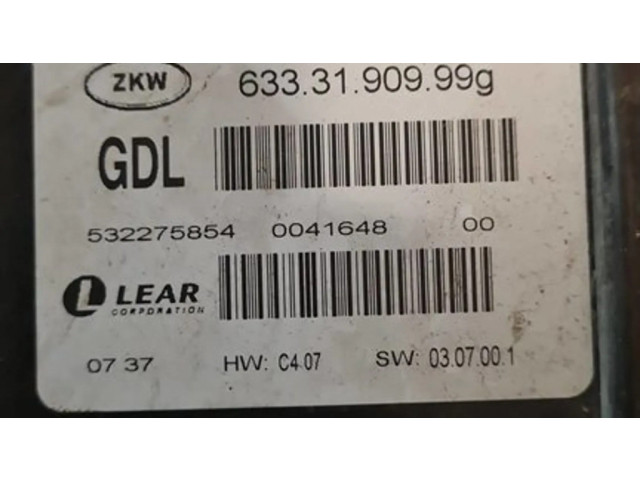 ZKW 633.31.909.99g
GDL
532275854 0041648 00
LEAR
CORPORATION
07 37 HW: C4.07 SW: 03.07.00.1